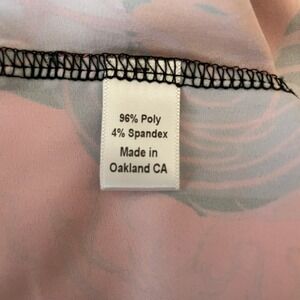 96% Poly
4% Spandex
Made in
Oakland CA